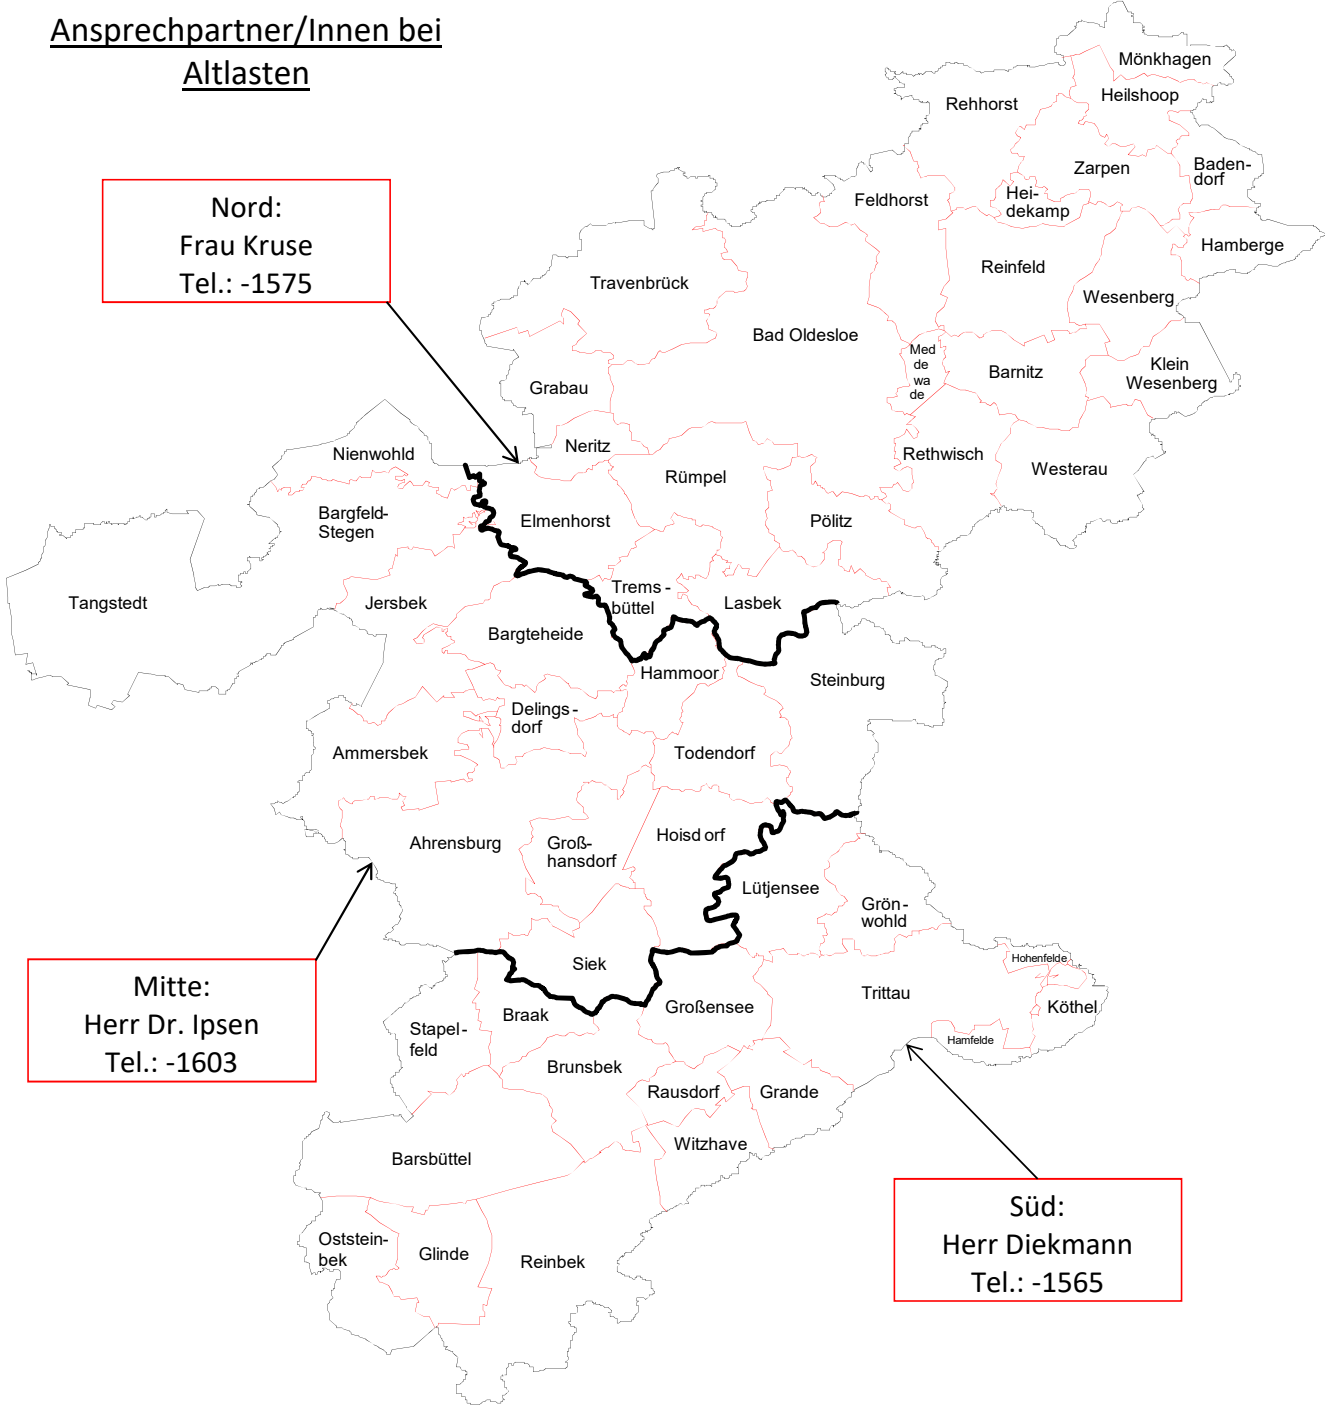 Ansprechpartner/Innen bei
Altlasten
Nord:
Frau Kruse
Tel.: -1575
Mönkhagen
Rehhorst
Heilshoop
Zarpen
Baden-
dorf
Feldhorst
Hei-
dekamp
Hamberge
Travenbrück
Reinfeld
Wesenberg
Bad Oldesloe
Med
de
wa
de
Barnitz
Klein
Wesenberg
Grabau
Neritz
Nienwohld
Rethwisch
Westerau
Rümpel
Bargfeld-
Stegen
Elmenhorst
Pölitz
Tangstedt
Jersbek
Trems-
büttel
Lasbek
Bargteheide
Hammoor
Steinburg
Delings-
dorf
Ammersbek
Todendorf
Ahrensburg
Groß-
hansdorf
Hoisd orf
Lütjensee
Grön-
wohld
Siek
Hohenfelde
Mitte:
Herr Dr. Ipsen
Tel.: -1603
Trittau
Köthel
Großensee
Braak
Stapel-
feld
Hamfelde
Brunsbek
Rausdorf
Grande
Witzhave
Barsbüttel
Süd:
Herr Diekmann
Tel.: -1565
Oststein-
bek
Glinde
Reinbek